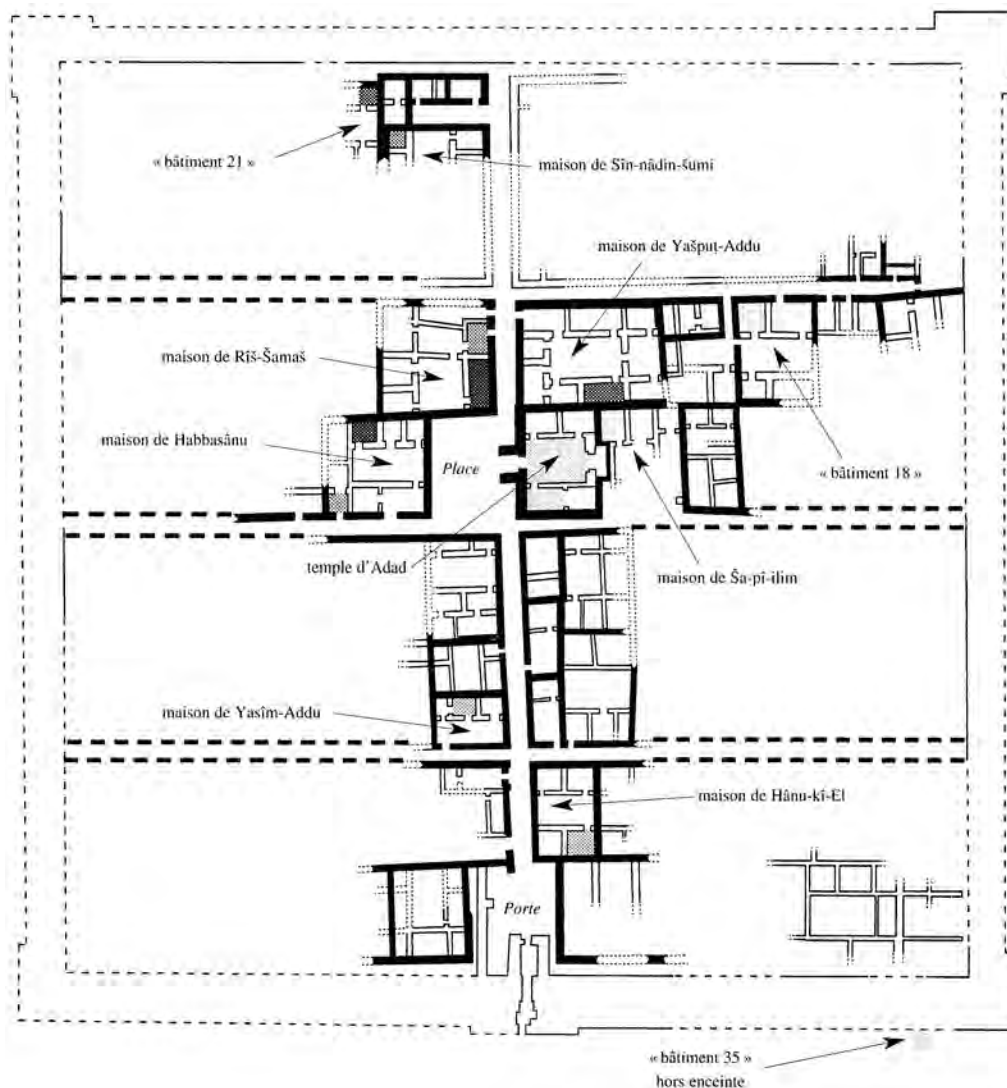 « bâtiment 21 »
maison de Sîn-nâdin-šumi
maison de Yašpuṭ-Addu
maison de Rîš-Šamaš
maison de Habbasânu
Place
« bâtiment 18 »
temple d'Adad
maison de Ša-pî-ilim
maison de Yasîm-Addu
maison de Hânu-kî-El
Porte
« bâtiment 35 »
hors enceinte